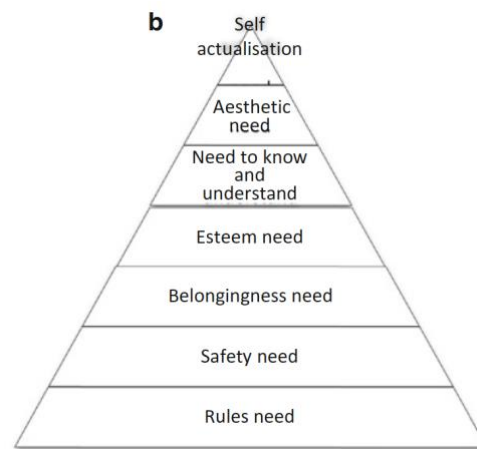 b
Self
actualisation
Aesthetic
need
Need to know
and
understand
Esteem need
Belongingness need
Safety need
Rules need